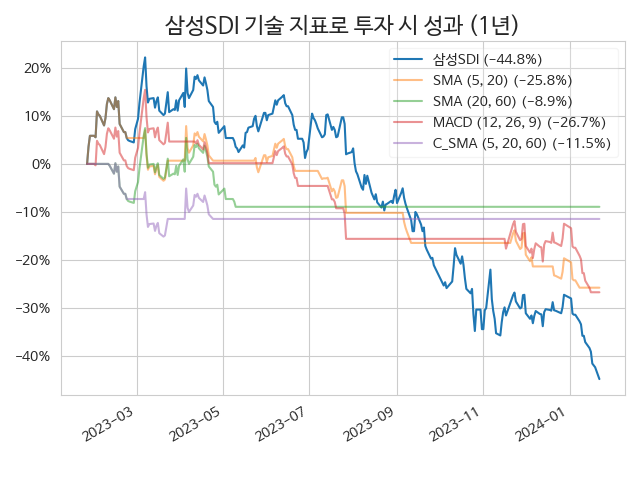 삼성SDI 기술 지표로 투자 시 성과 (1년)
삼성SDI (−44.8%)
SMA (5, 20) (−25.8%)
SMA (20, 60) (−8.9%)
MACD (12, 26, 9) (−26.7%)
C_SMA (5, 20, 60) (−11.5%)
20%
10%
0%
−10%
−20%
−30%
−40%
2023−03
2023−05
2023−07
2023−09
2023−11
2024−01